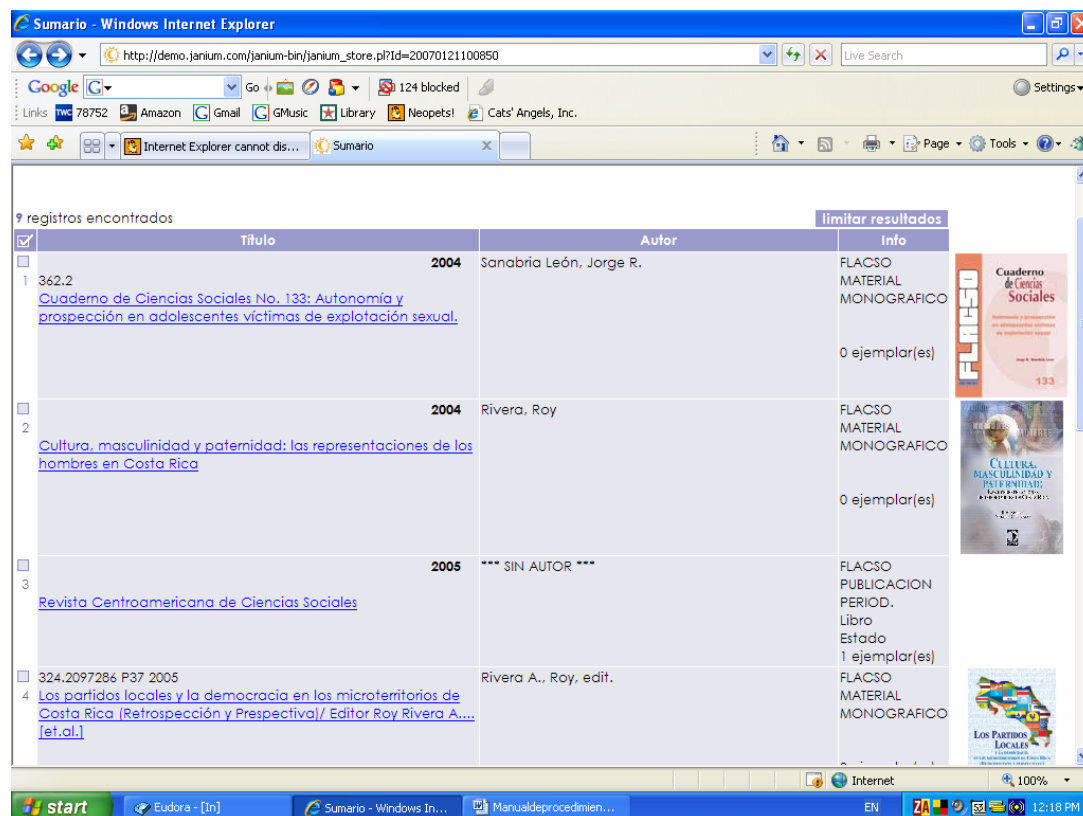 Sumario - Windows Internet Explorer
http://demo.janium.com/janium-bin/janium_store.pl?Id=20070121100850
Live Search
Google G
Go
124 blocked
Settings
Links TWC 78752 Amazon Gmail GMusic Library Neopets! Cats' Angels, Inc.
Internet Explorer cannot dis... Sumario
Page Tools
9 registros encontrados
limitar resultados
Título Autor Info
1
362.2
2004
Cuaderno de Ciencias Sociales No. 133: Autonomía y
prospección en adolescentes víctimas de explotación sexual.
Sanabria León, Jorge R.
FLACSO
MATERIAL
MONOGRAFICO
0 ejemplar(es)
FLACSO
Cuaderno
de Ciencias
Sociales
133
2
2004
Cultura, masculinidad y paternidad: las representaciones de los
hombres en Costa Rica
Rivera, Roy
FLACSO
MATERIAL
MONOGRAFICO
0 ejemplar(es)
CULTURA,
MASCULINIDAD Y
PATERNIDAD:
3
2005
Revista Centroamericana de Ciencias Sociales
*** SIN AUTOR ***
FLACSO
PUBLICACION
PERIOD.
Libro
Estado
1 ejemplar(es)
4
324.2097286 P37 2005
Los partidos locales y la democracia en los microterritorios de
Costa Rica (Retrospección y Prespectiva)/ Editor Roy Rivera A....
[et.al.]
Rivera A., Roy, edit.
FLACSO
MATERIAL
MONOGRAFICO
LOS PARTIDOS
LOCALES
Internet
100%
start
Eudora - [In]
Sumario - Windows In...
Manualdeprocedimien...
EN
ZA
12:18 PM